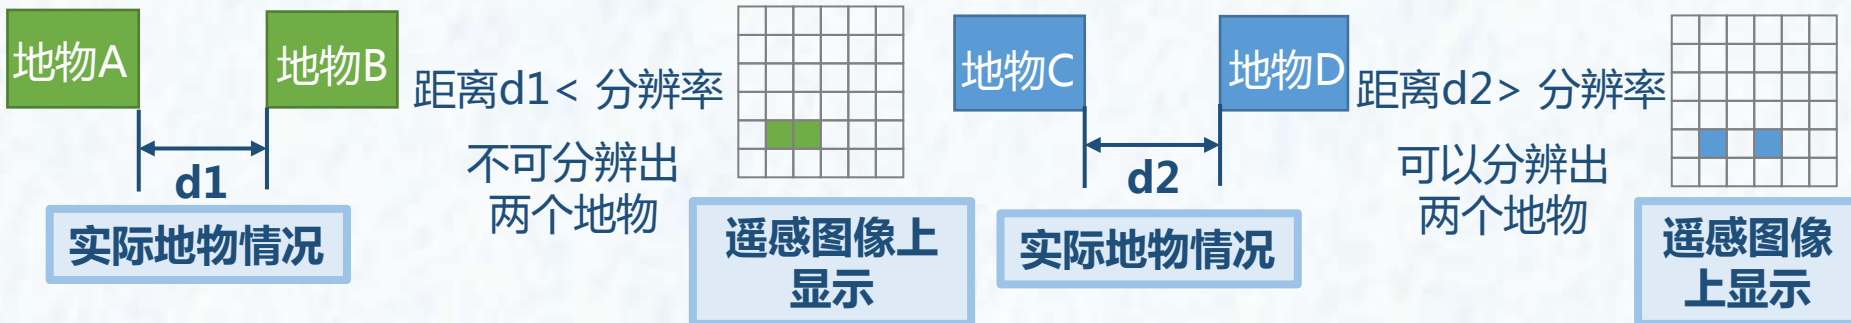 地物A
地物B
d1
实际地物情况
距离d1< 分辨率
不可分辨出
两个地物
遥感图像上
显示
地物C
地物D
d2
实际地物情况
距离d2> 分辨率
可以分辨出
两个地物
遥感图像
上显示